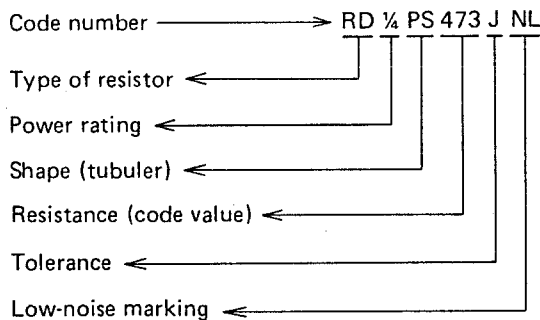 Code number RD ¼ PS 473 J NL
Type of resistor
Power rating
Shape (tubuler)
Resistance (code value)
Tolerance
Low-noise marking